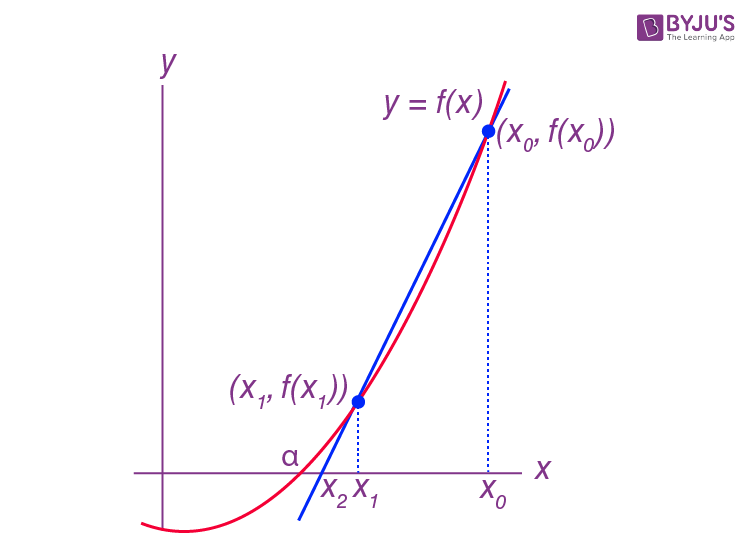 BYJU'S
The Learning App
y
y = f(x)
(x₀, f(x₀))
(x₁, f(x₁))
α
x
x₂ x₁
x₀